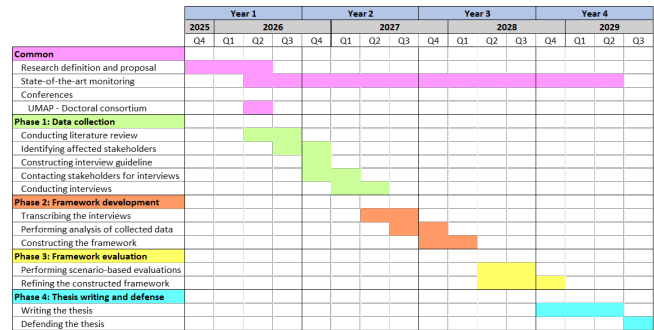 Year 1 Year 2 Year 3 Year 4
2025 2026 2027 2028 2029
Q4 Q1 Q2 Q3 Q4 Q1 Q2 Q3 Q4 Q1 Q2 Q3 Q4 Q1 Q2 Q3
Common
Research definition and proposal
State-of-the-art monitoring
Conferences
UMAP - Doctoral consortium
Phase 1: Data collection
Conducting literature review
Identifying affected stakeholders
Constructing interview guideline
Contacting stakeholders for interviews
Conducting interviews
Phase 2: Framework development
Transcribing the interviews
Performing analysis of collected data
Constructing the framework
Phase 3: Framework evaluation
Performing scenario-based evaluations
Refining the constructed framework
Phase 4: Thesis writing and defense
Writing the thesis
Defending the thesis